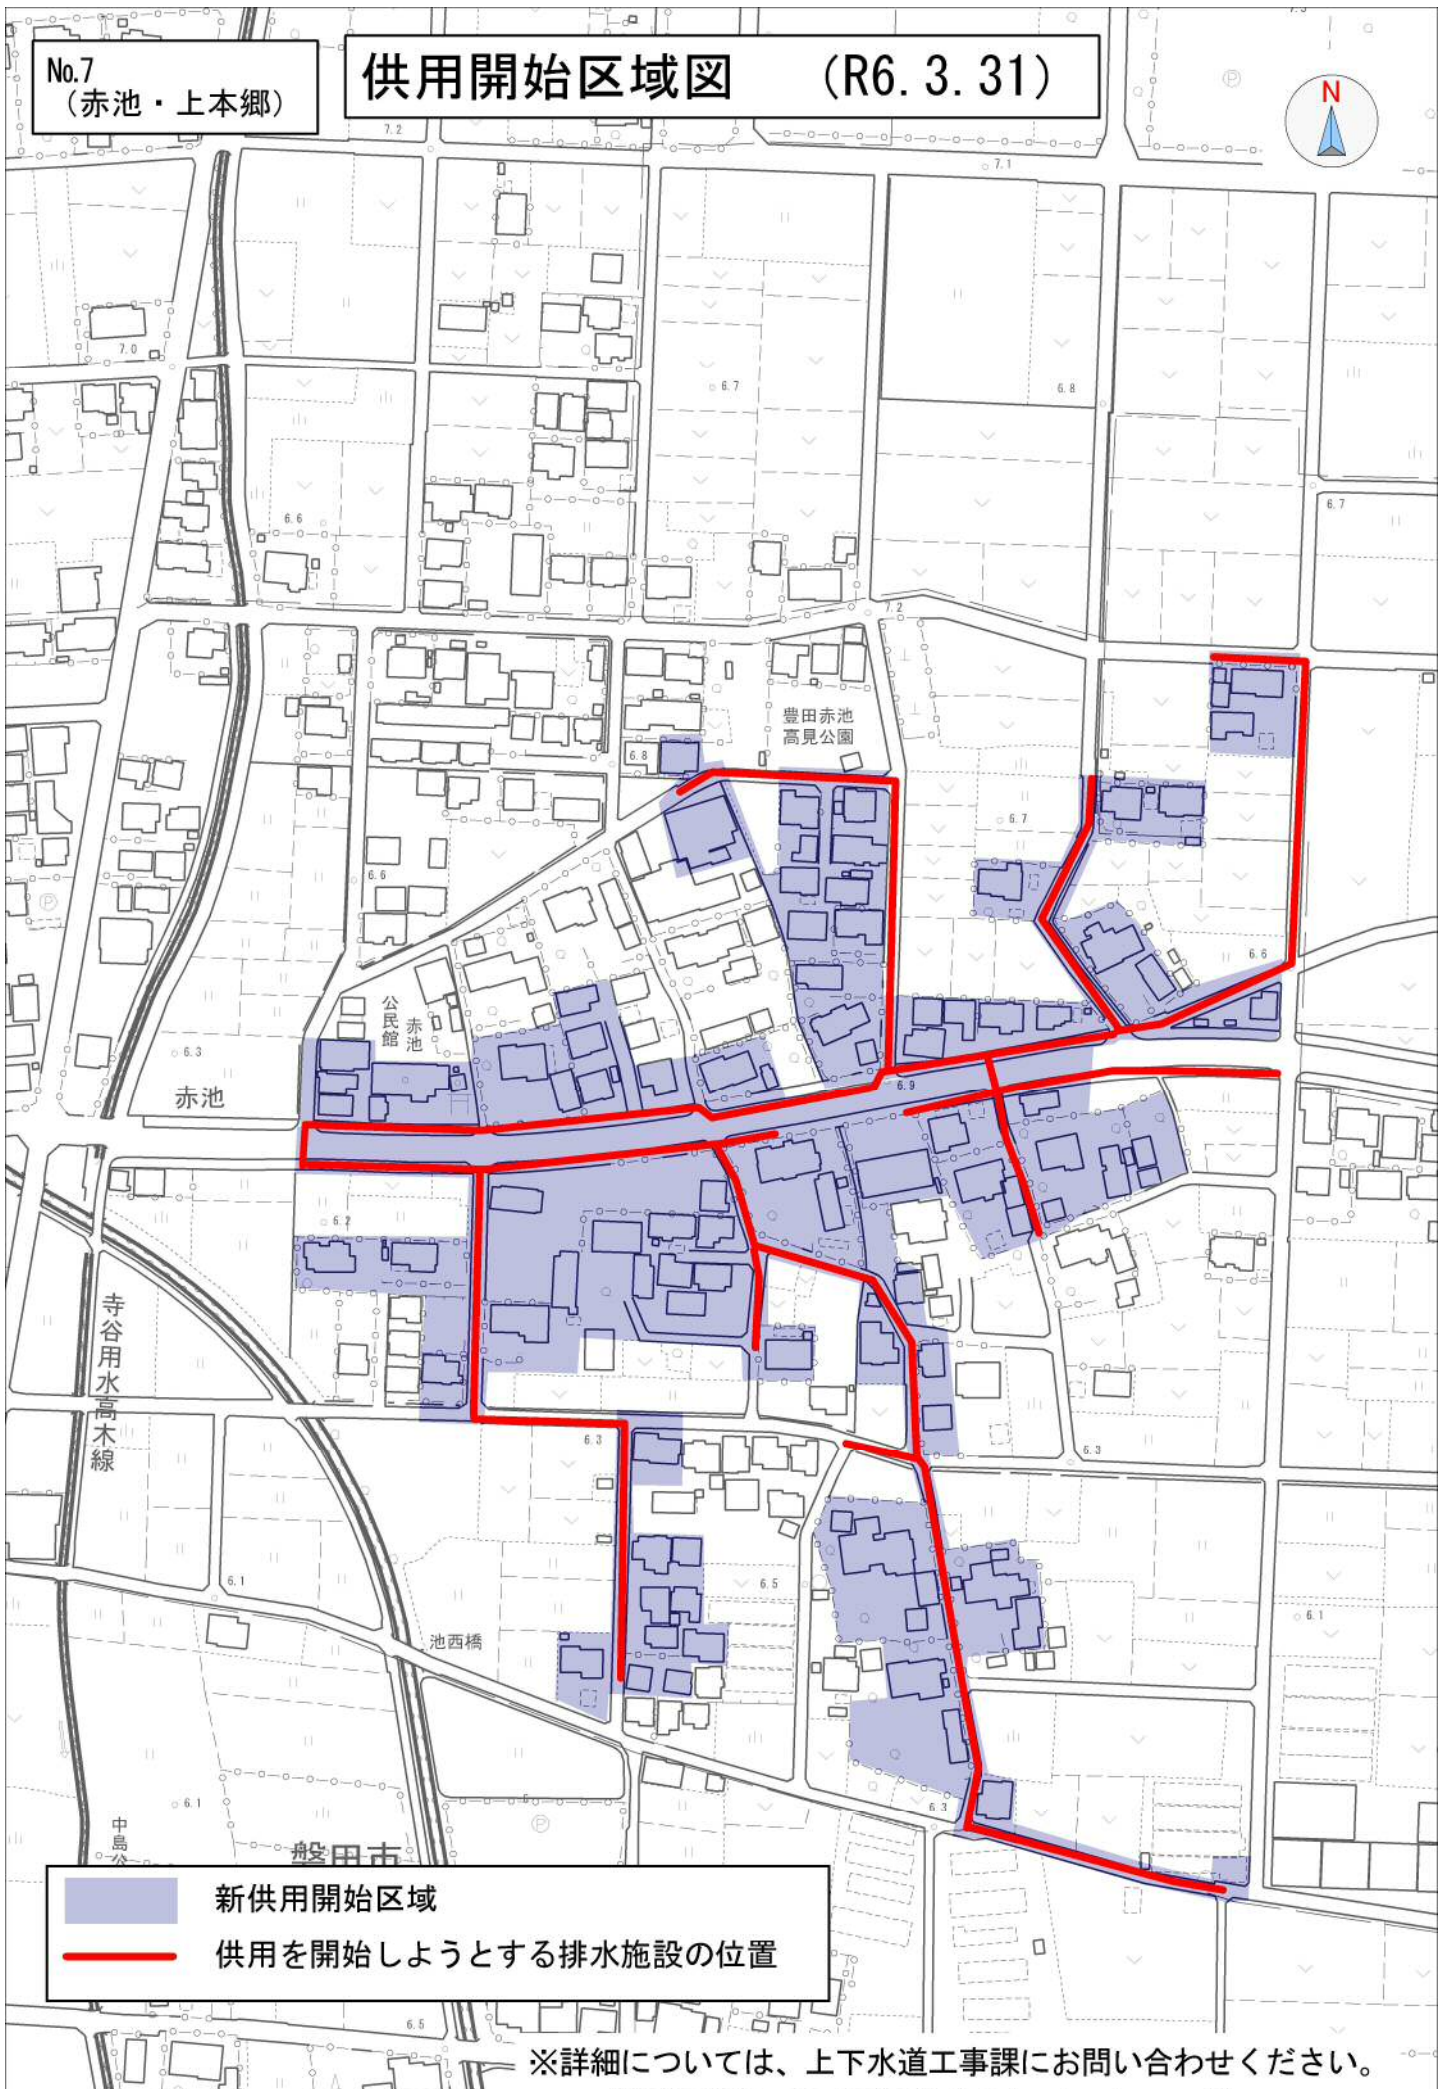 No.7
（赤池・上本郷）
供用開始区域図　（R6.3.31）
N
7.2
7.1
Ⓟ
7.0
6.7
6.8
6.6
6.7
7.2
豊田赤池
高見公園
6.8
6.7
6.6
Ⓟ
6.6
赤池
公民館
6.3
赤池
6.9
6.2
寺谷用水高木線
6.3
6.3
6.1
6.5
6.1
池西橋
6.1
6.3
Ⓟ
中島公
磐田市
新供用開始区域
供用を開始しようとする排水施設の位置
6.5
※詳細については、上下水道工事課にお問い合わせください。